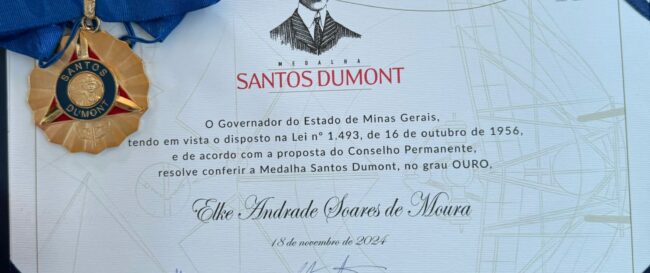 SANTOS
DUMONT
MEDALHA
SANTOS DUMONT
O Governador do Estado de Minas Gerais,
tendo em vista o disposto na Lei nº 1.493, de 16 de outubro de 1956,
e de acordo com a proposta do Conselho Permanente,
resolve conferir a Medalha Santos Dumont, no grau OURO,
Elke Andrade Soares de Moura
18 de novembro de 2024